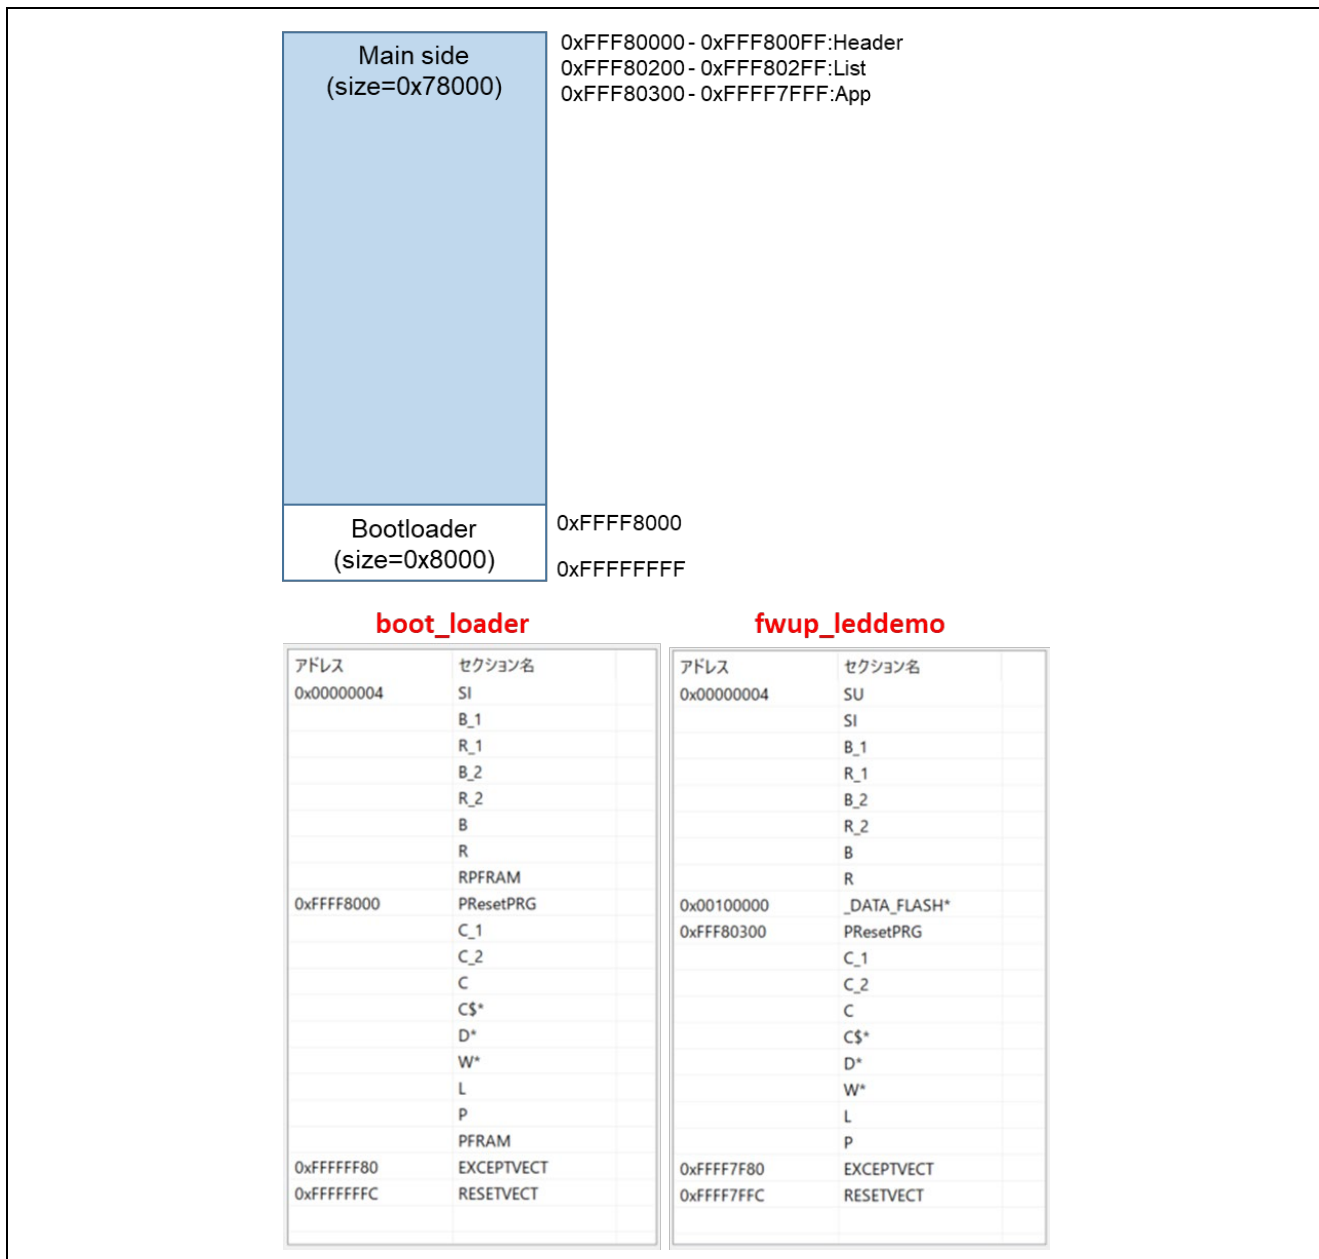 Main side
(size=0x78000)
0xFFF80000 - 0xFFF800FF:Header
0xFFF80200 - 0xFFF802FF:List
0xFFF80300 - 0xFFFF7FFF:App
Bootloader
(size=0x8000)
0xFFFF8000
0xFFFFFFFF
boot_loader
アドレス セクション名
0x00000004 SI
B_1
R_1
B_2
R_2
B
R
RPFRAM
0xFFFF8000 PResetPRG
C_1
C_2
C
C$*
D*
W*
L
P
PFRAM
0xFFFFFF80 EXCEPTVECT
0xFFFFFFFC RESETVECT
fwup_leddemo
アドレス セクション名
0x00000004 SU
SI
B_1
R_1
B_2
R_2
B
R
0x00100000 _DATA_FLASH*
0xFFF80300 PResetPRG
C_1
C_2
C
C$*
D*
W*
L
P
0xFFFF7F80 EXCEPTVECT
0xFFFF7FFC RESETVECT